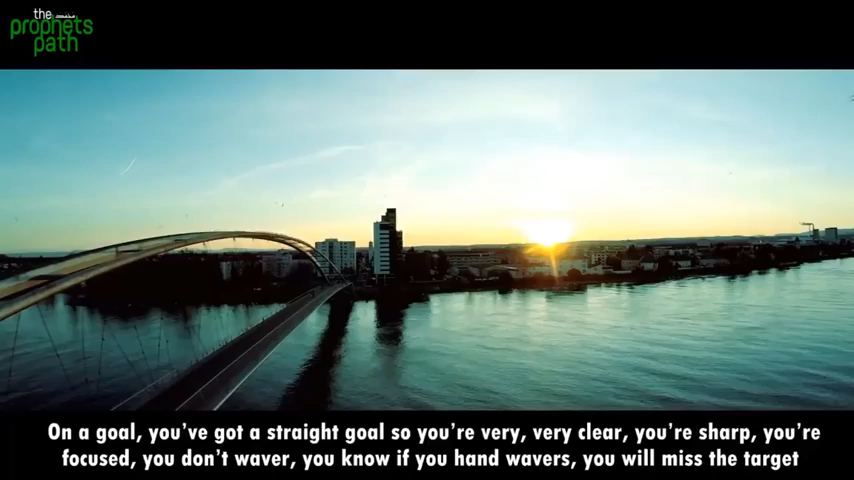 the محمد
prophets
path
On a goal, you've got a straight goal so you're very, very clear, you're sharp, you're
focused, you don't waver, you know if you hand wavers, you will miss the target